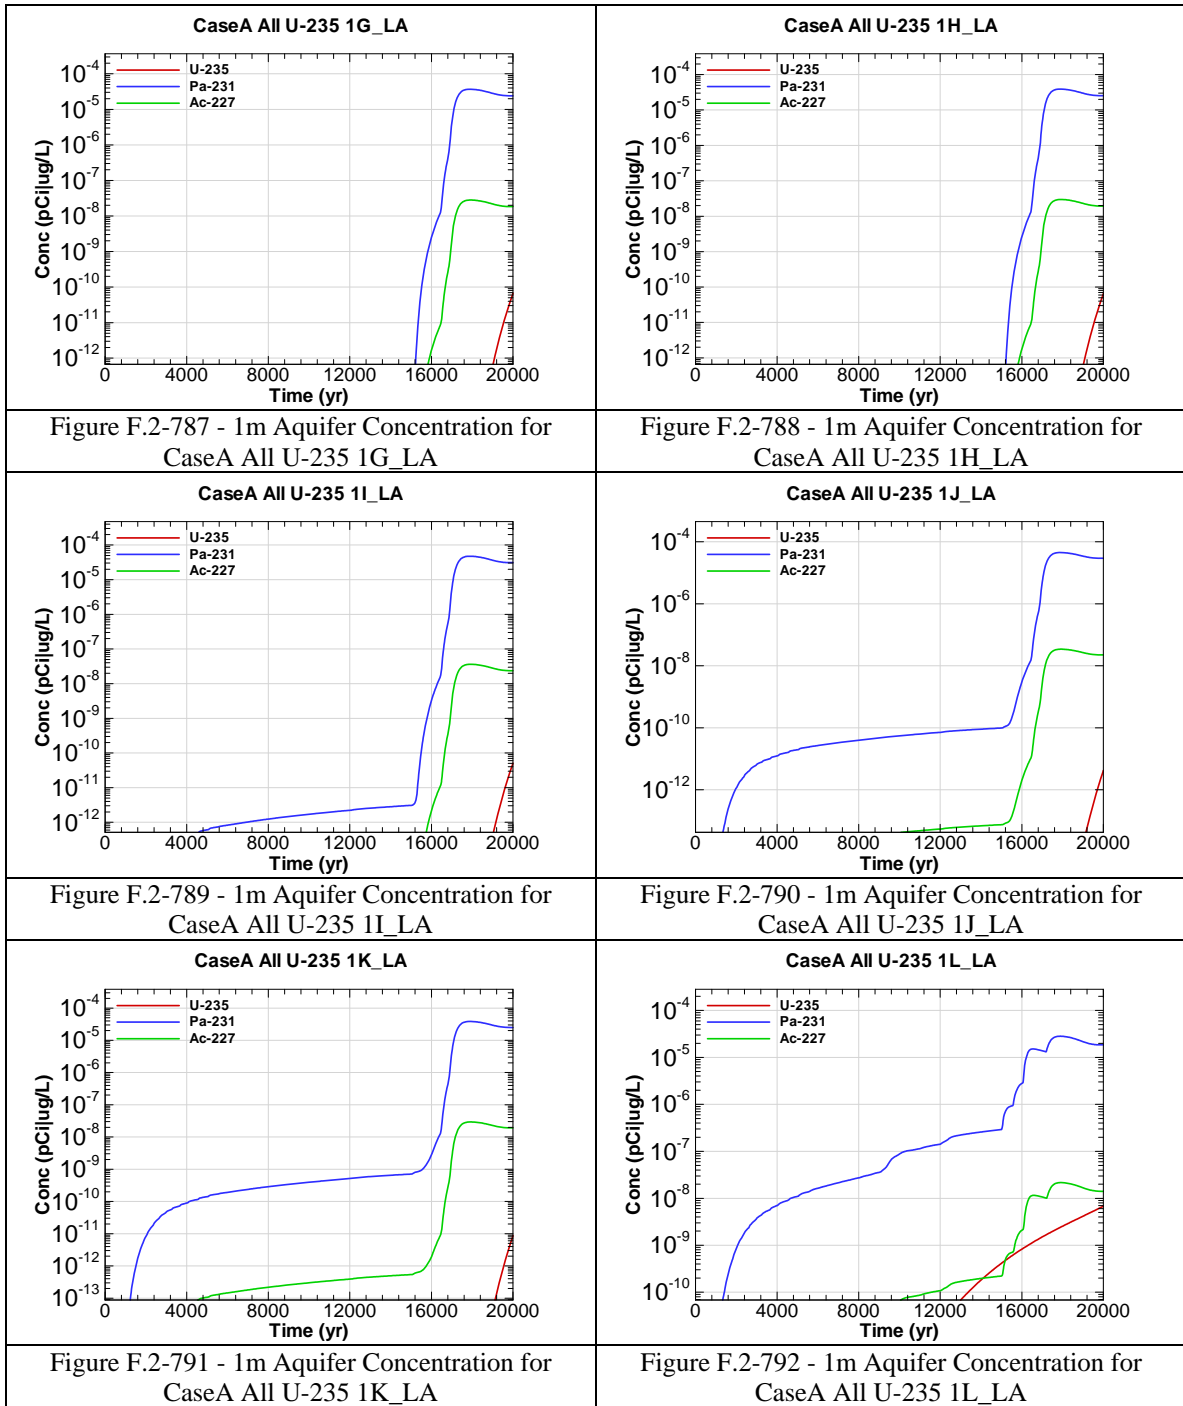 CaseA All U-235 1G_LA
U-235
Pa-231
Ac-227
Conc (pCi|ug/L)
10-4
10-5
10-6
10-7
10-8
10-9
10-10
10-11
10-12
0 4000 8000 12000 16000 20000
Time (yr)
Figure F.2-787 - 1m Aquifer Concentration for
CaseA All U-235 1G_LA
CaseA All U-235 1H_LA
U-235
Pa-231
Ac-227
Conc (pCi|ug/L)
10-4
10-5
10-6
10-7
10-8
10-9
10-10
10-11
10-12
0 4000 8000 12000 16000 20000
Time (yr)
Figure F.2-788 - 1m Aquifer Concentration for
CaseA All U-235 1H_LA
CaseA All U-235 1I_LA
U-235
Pa-231
Ac-227
Conc (pCi|ug/L)
10-4
10-5
10-6
10-7
10-8
10-9
10-10
10-11
10-12
0 4000 8000 12000 16000 20000
Time (yr)
Figure F.2-789 - 1m Aquifer Concentration for
CaseA All U-235 1I_LA
CaseA All U-235 1J_LA
U-235
Pa-231
Ac-227
Conc (pCi|ug/L)
10-4
10-6
10-8
10-10
10-12
0 4000 8000 12000 16000 20000
Time (yr)
Figure F.2-790 - 1m Aquifer Concentration for
CaseA All U-235 1J_LA
CaseA All U-235 1K_LA
U-235
Pa-231
Ac-227
Conc (pCi|ug/L)
10-4
10-5
10-6
10-7
10-8
10-9
10-10
10-11
10-12
10-13
0 4000 8000 12000 16000 20000
Time (yr)
Figure F.2-791 - 1m Aquifer Concentration for
CaseA All U-235 1K_LA
CaseA All U-235 1L_LA
U-235
Pa-231
Ac-227
Conc (pCi|ug/L)
10-4
10-5
10-6
10-7
10-8
10-9
10-10
0 4000 8000 12000 16000 20000
Time (yr)
Figure F.2-792 - 1m Aquifer Concentration for
CaseA All U-235 1L_LA